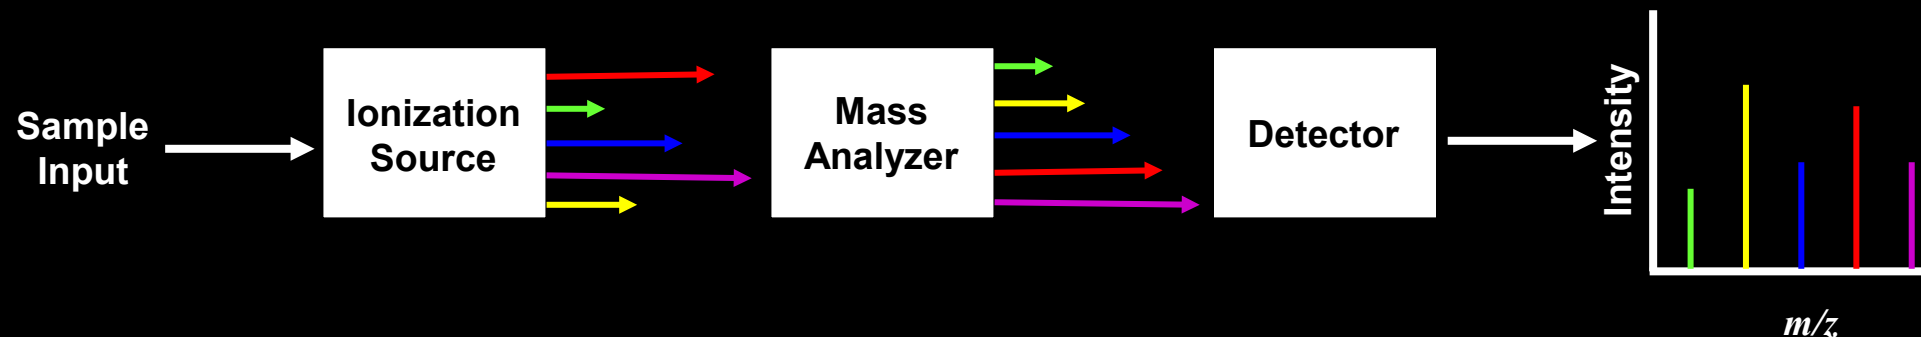 Sample
Input
Ionization
Source
Mass
Analyzer
Detector
Intensity
m/z